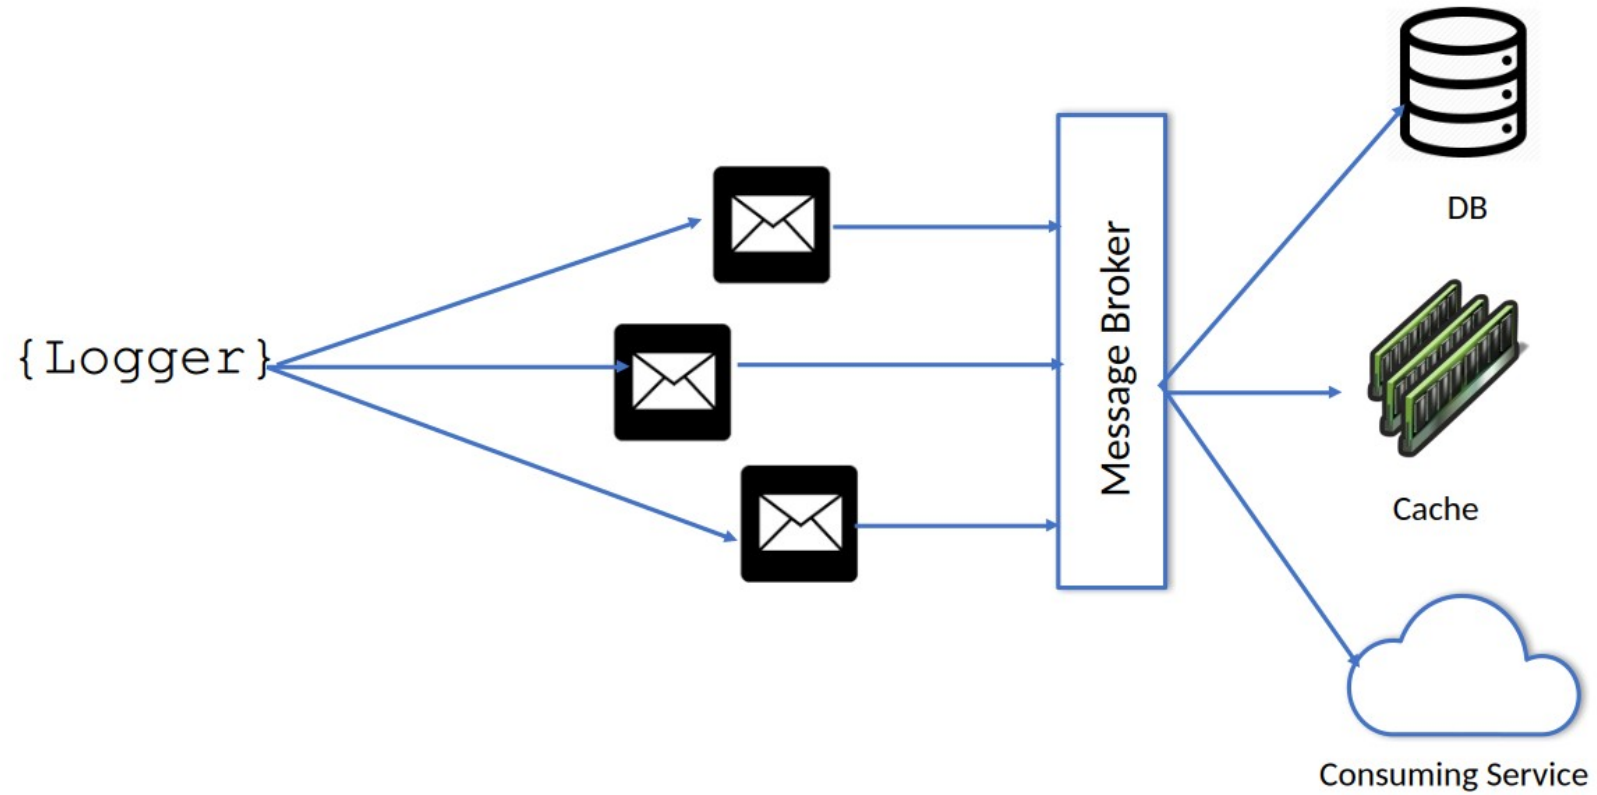 {Logger}
Message Broker
DB
Cache
Consuming Service